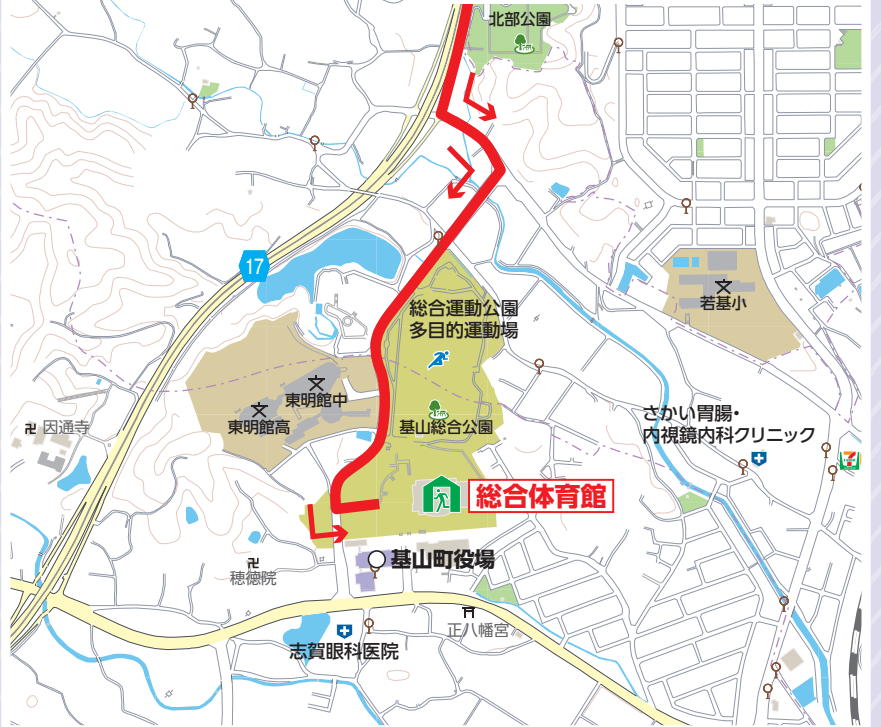 北部公園
17
総合運動公園
多目的運動場
若基小
東明館中
東明館高
基山総合公園
さかい胃腸・
内視鏡内科クリニック
卍 因通寺
7
総合体育館
基山町役場
卍
穂徳院
正八幡宮
志賀眼科医院